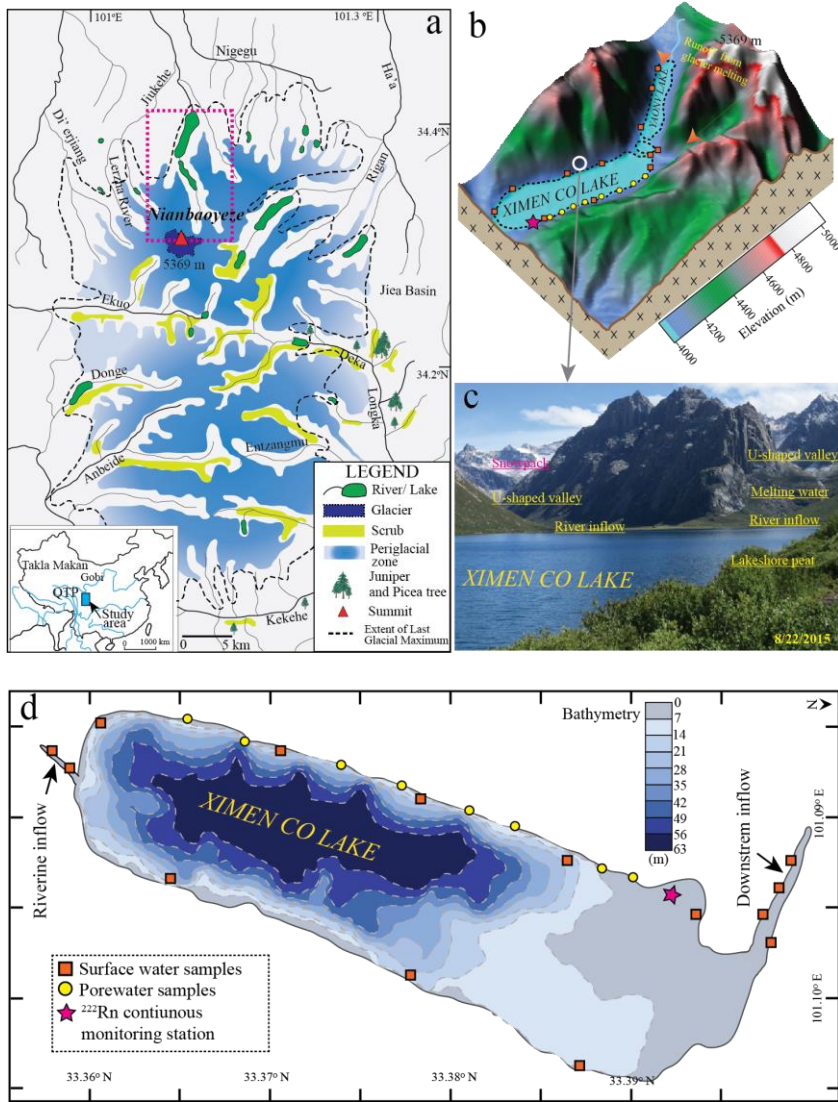 a
101°E
101.3°E
Nigegu
Jiukehe
Ha'a
Di' erjiang
Lerzha River
34.4°N
Rigan
Nianbaoyeze
5369 m
Ekuo
Jiea Basin
Deka
34.2°N
Donge
Longka
Entzangmu
Anbeide
Kekehe
0
5 km
LEGEND
River/ Lake
Glacier
Scrub
Periglacial
zone
Juniper
and Picea tree
Summit
Extent of Last
Glacial Maximum
Takla Makan
Gobi
QTP
Study
area
0
1000 km
b
5369 m
Runoff from
glacier melting
XIMEN CO LAKE
5000
4800
4600
4400
4200
4000
Elevation (m)
c
Snowpack
U-shaped valley
U-shaped valley
Melting water
River inflow
River inflow
Lakeshore peat
XIMEN CO LAKE
8/22/2015
d
Bathymetry
0
7
14
21
28
35
42
49
56
63
(m)
N
XIMEN CO LAKE
Riverine inflow
Downstrem inflow
101.09°E
101.10°E
Surface water samples
Porewater samples
²²²Rn contiunous
monitoring station
33.36° N
33.37° N
33.38° N
33.39° N